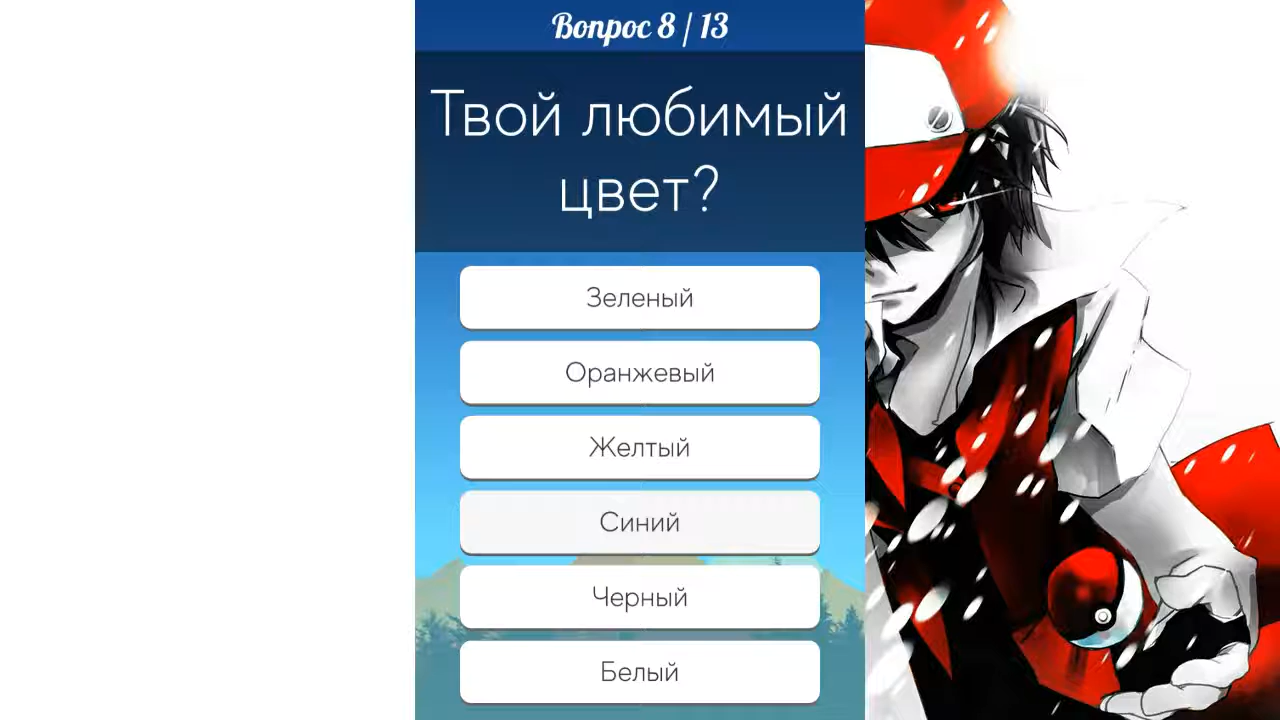 Вопрос 8 / 13
Твой любимый
цвет?
Зеленый
Оранжевый
Желтый
Синий
Черный
Белый